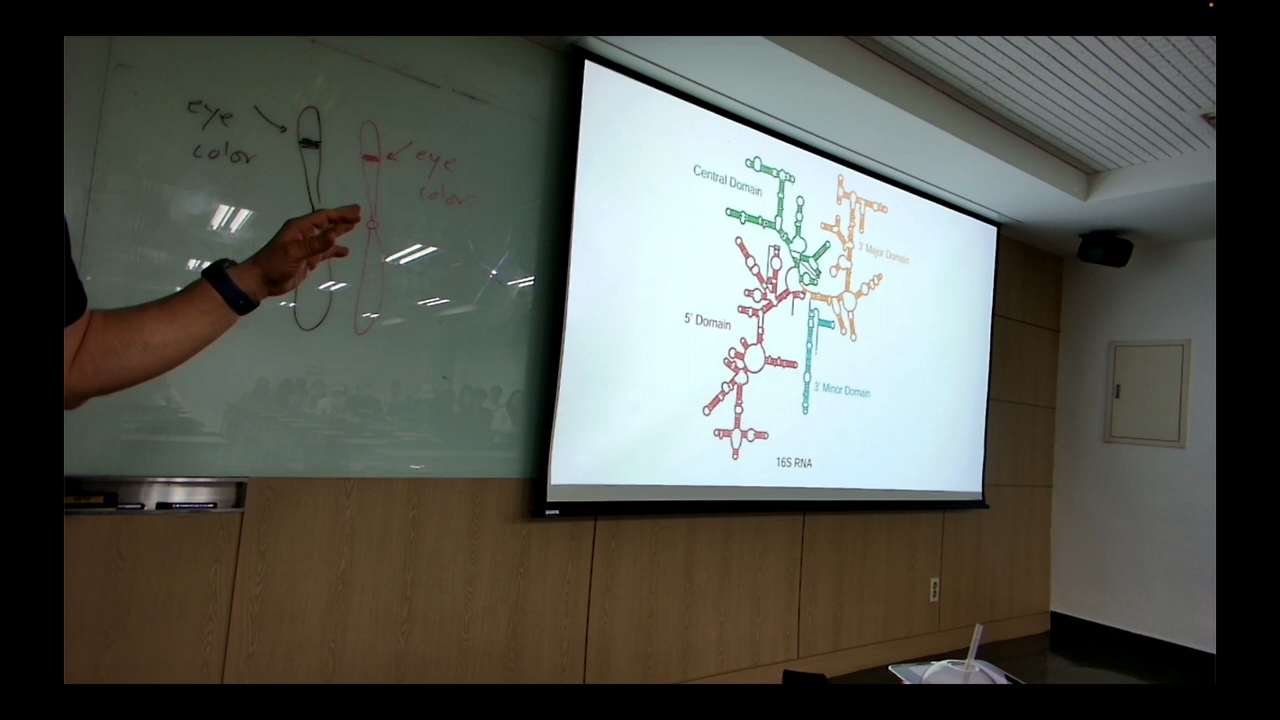 eye
color
eye
color
Central Domain
3' Major Domain
5' Domain
3' Minor Domain
16S RNA